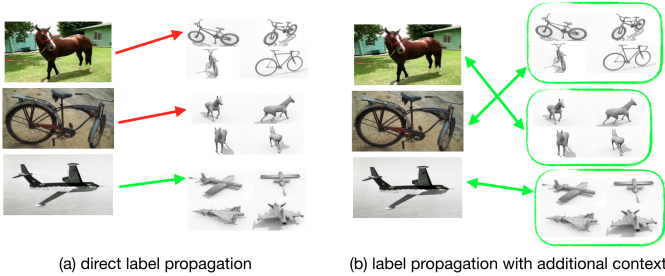 (a) direct label propagation
(b) label propagation with additional context